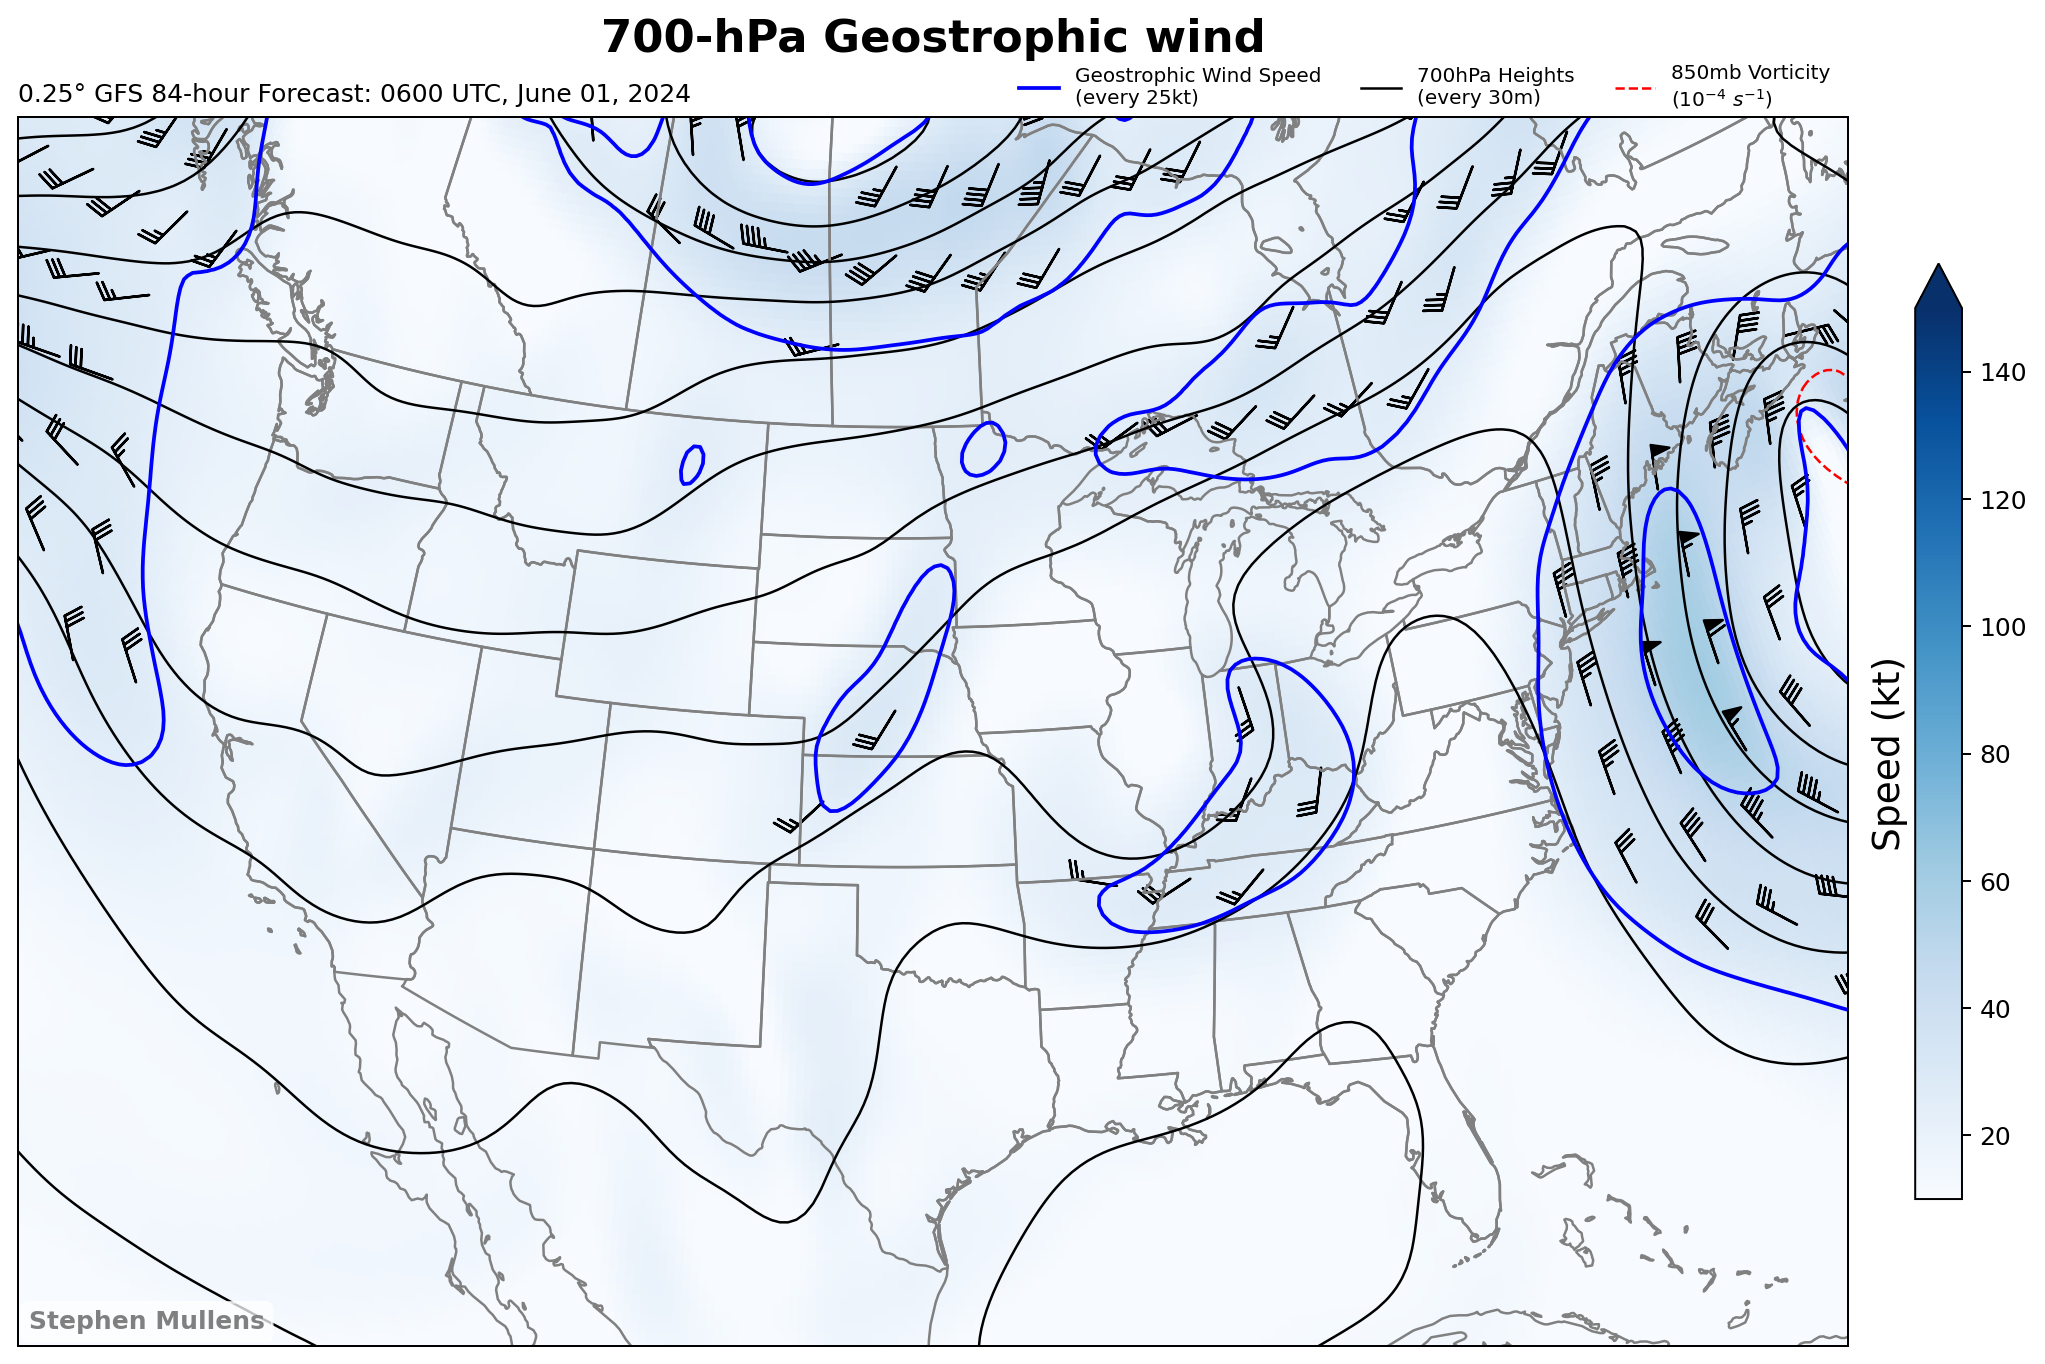 700-hPa Geostrophic wind
0.25° GFS 84-hour Forecast: 0600 UTC, June 01, 2024
Geostrophic Wind Speed
(every 25kt)
700hPa Heights
(every 30m)
850mb Vorticity
(10⁻⁴ s⁻¹)
140
120
100
80
60
40
20
Speed (kt)
Stephen Mullens